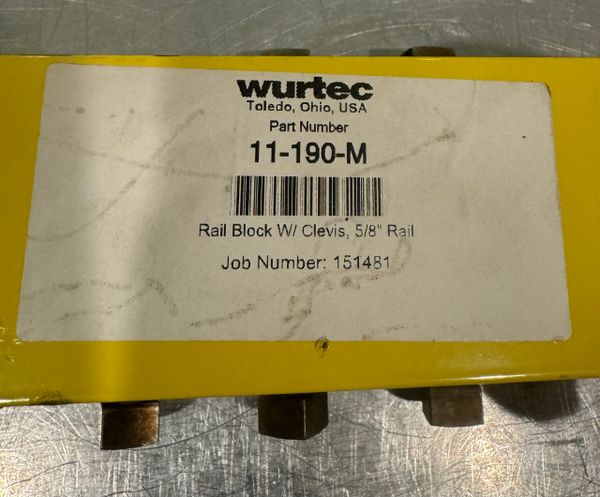 wurtec
Toledo, Ohio, USA
Part Number
11-190-M
Rail Block W/ Clevis, 5/8" Rail
Job Number: 151481